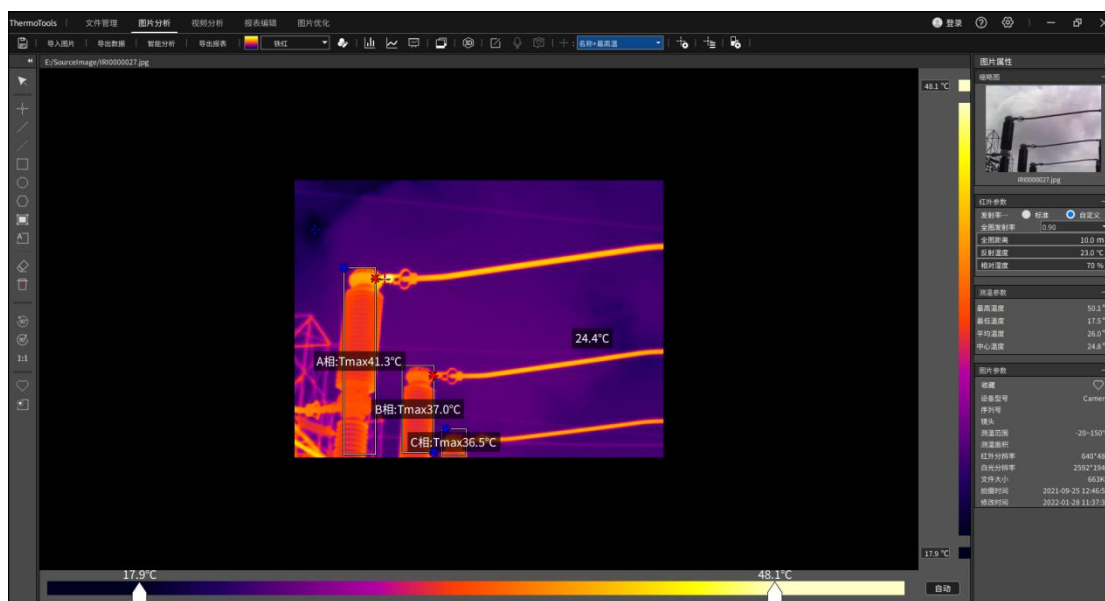 ThermoTools 文件管理 图片分析 视频分析 报表编辑 图片优化 登录
导入图片 导出数据 智能分析 导出报表 铁红 3D 名称+最高温
E:/SourceImage/IRI0000027.jpg
图片属性
缩略图
IRI0000027.jpg
红外参数
发射率… 标准 自定义
全图发射率 0.90
全图距离 10.0 m
反射温度 23.0 °C
相对湿度 70 %
测温参数
最高温度 50.1°
最低温度 17.5°
平均温度 26.0°
中心温度 24.8°
图片参数
收藏
设备型号 Camer
序列号
镜头
测温范围 -20~150°
测温面积
红外分辨率 640*48
白光分辨率 2592*194
文件大小 663K
拍摄时间 2021-09-25 12:46:5
修改时间 2022-01-28 11:37:3
48.1 °C
24.4°C
A相:Tmax41.3°C
B相:Tmax37.0°C
C相:Tmax36.5°C
A
1:1
17.9 °C
17.9°C 48.1°C
自动